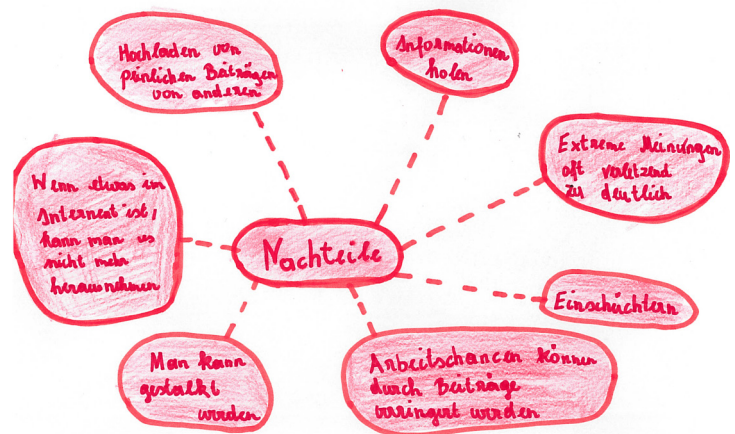 Hochladen von
peinlichen Beiträgen
von anderen
Informationen
holen
Extreme Meinungen
oft verletzend
zu deutlich
Wenn etwas im
Internet ist,
kann man es
nicht mehr
herausnehmen
Nachteile
Einschüchtern
Man kann
gestalkt
werden
Arbeitschancen können
durch Beiträge
verringert werden